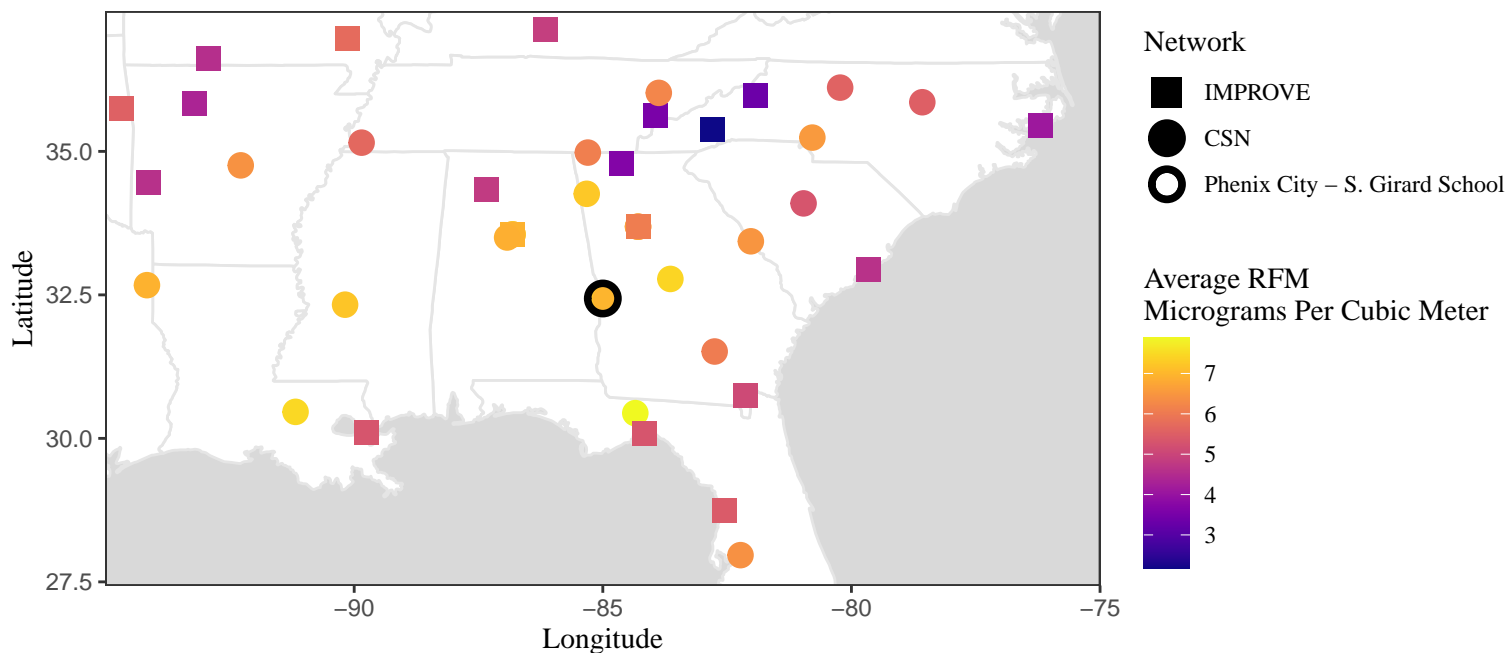 Network
IMPROVE
CSN
Phenix City – S. Girard School
Average RFM
Micrograms Per Cubic Meter
7
6
5
4
3
35.0
32.5
30.0
27.5
Latitude
−90
−85
−80
−75
Longitude